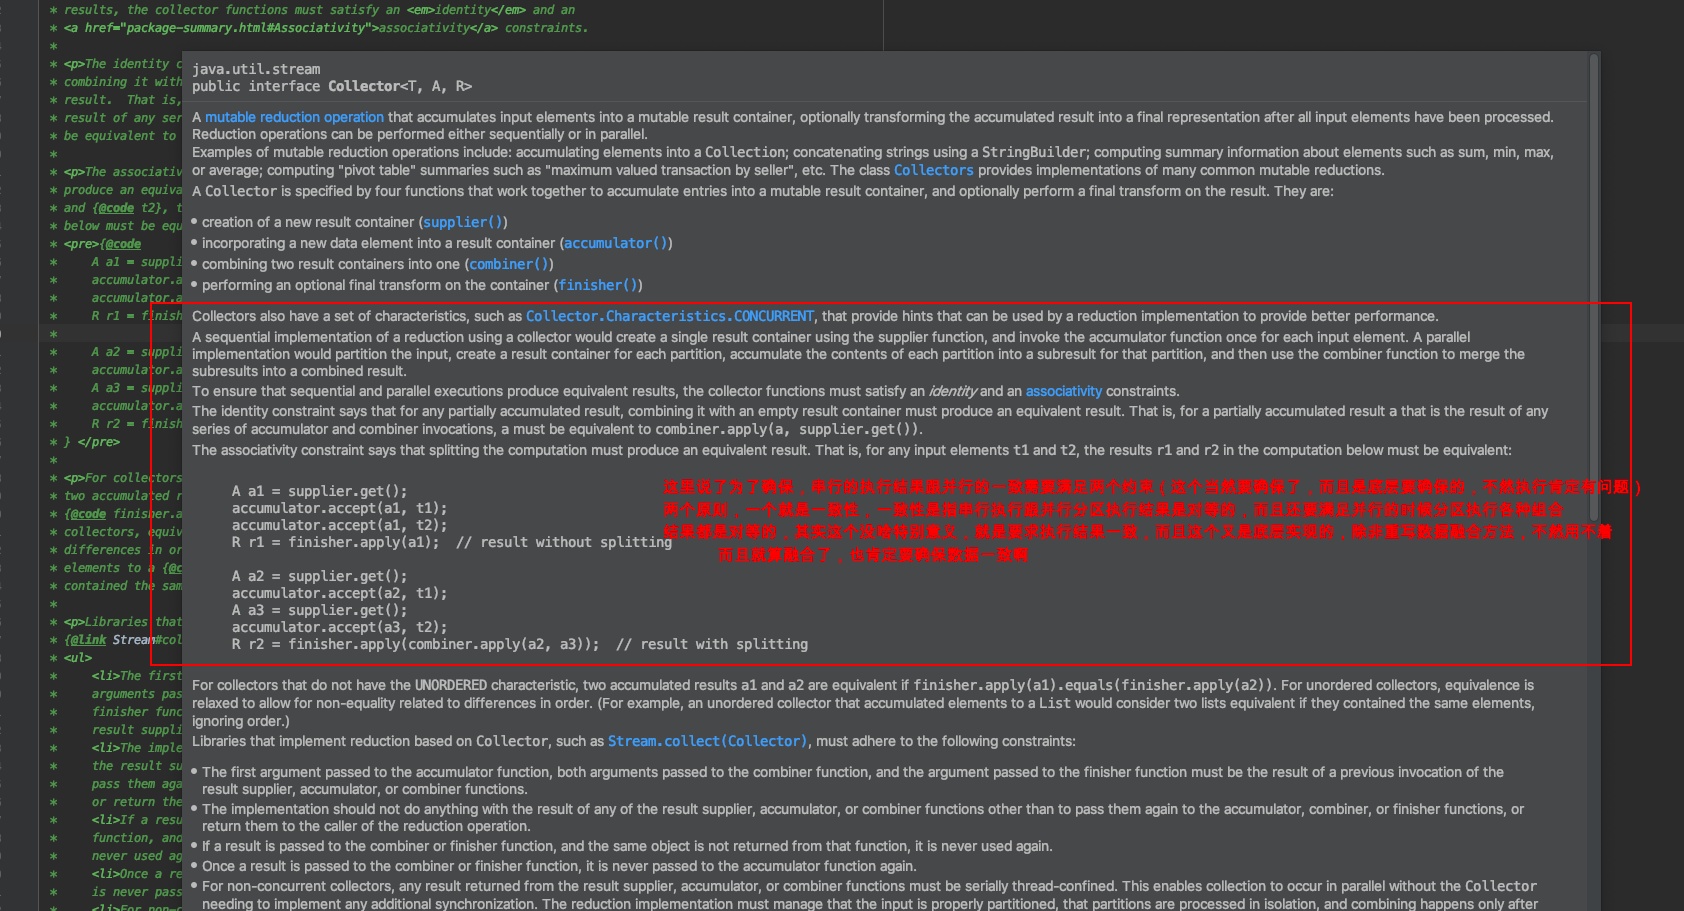 * results, the collector functions must satisfy an <em>identity</em> and an
* <a href="package-summary.html#Associativity">associativity</a> constraints.
*
* <p>The identity c
* combining it with
* result.  That is,
* result of any ser
* be equivalent to
*
* <p>The associativ
* produce an equiva
* and {@code t2}, t
* below must be equ
* <pre>{@code
*     A a1 = suppli
*     accumulator.a
*     accumulator.a
*     R r1 = finish
*
*     A a2 = suppli
*     accumulator.a
*     A a3 = suppli
*     accumulator.a
*     R r2 = finish
* } </pre>
*
* <p>For collectors
* two accumulated r
* {@code finisher.a
* collectors, equiv
* differences in or
* elements to a {@c
* contained the sam
*
* <p>Libraries that
* {@link Stream#col
* <ul>
*     <li>The first
*     arguments pas
*     finisher func
*     result suppli
*     <li>The imple
*     the result su
*     pass them aga
*     or return the
*     <li>If a resu
*     function, and
*     never used ag
*     <li>Once a re
*     is never pass
*     <li>For non-c
java.util.stream
public interface Collector<T, A, R>
A mutable reduction operation that accumulates input elements into a mutable result container, optionally transforming the accumulated result into a final representation after all input elements have been processed.
Reduction operations can be performed either sequentially or in parallel.
Examples of mutable reduction operations include: accumulating elements into a Collection; concatenating strings using a StringBuilder; computing summary information about elements such as sum, min, max,
or average; computing "pivot table" summaries such as "maximum valued transaction by seller", etc. The class Collectors provides implementations of many common mutable reductions.
A Collector is specified by four functions that work together to accumulate entries into a mutable result container, and optionally perform a final transform on the result. They are:
• creation of a new result container (supplier())
• incorporating a new data element into a result container (accumulator())
• combining two result containers into one (combiner())
• performing an optional final transform on the container (finisher())
Collectors also have a set of characteristics, such as Collector.Characteristics.CONCURRENT, that provide hints that can be used by a reduction implementation to provide better performance.
A sequential implementation of a reduction using a collector would create a single result container using the supplier function, and invoke the accumulator function once for each input element. A parallel
implementation would partition the input, create a result container for each partition, accumulate the contents of each partition into a subresult for that partition, and then use the combiner function to merge the
subresults into a combined result.
To ensure that sequential and parallel executions produce equivalent results, the collector functions must satisfy an identity and an associativity constraints.
The identity constraint says that for any partially accumulated result, combining it with an empty result container must produce an equivalent result. That is, for a partially accumulated result a that is the result of any
series of accumulator and combiner invocations, a must be equivalent to combiner.apply(a, supplier.get()).
The associativity constraint says that splitting the computation must produce an equivalent result. That is, for any input elements t1 and t2, the results r1 and r2 in the computation below must be equivalent:
A a1 = supplier.get();
accumulator.accept(a1, t1);
accumulator.accept(a1, t2);
R r1 = finisher.apply(a1);  // result without splitting
这里说了为了确保，串行的执行结果跟并行的一致需要满足两个约束（这个当然要确保了，而且是底层要确保的，不然执行肯定有问题）
两个原则，一个就是一致性，一致性是指串行执行跟并行分区执行结果是对等的，而且还要满足并行的时候分区执行各种组合
结果都是对等的，其实这个没啥特别意义，就是要求执行结果一致，而且这个又是底层实现的，除非重写数据融合方法，不然用不着
而且就算融合了，也肯定要确保数据一致啊
A a2 = supplier.get();
accumulator.accept(a2, t1);
A a3 = supplier.get();
accumulator.accept(a3, t2);
R r2 = finisher.apply(combiner.apply(a2, a3));  // result with splitting
For collectors that do not have the UNORDERED characteristic, two accumulated results a1 and a2 are equivalent if finisher.apply(a1).equals(finisher.apply(a2)). For unordered collectors, equivalence is
relaxed to allow for non-equality related to differences in order. (For example, an unordered collector that accumulated elements to a List would consider two lists equivalent if they contained the same elements,
ignoring order.)
Libraries that implement reduction based on Collector, such as Stream.collect(Collector), must adhere to the following constraints:
• The first argument passed to the accumulator function, both arguments passed to the combiner function, and the argument passed to the finisher function must be the result of a previous invocation of the
result supplier, accumulator, or combiner functions.
• The implementation should not do anything with the result of any of the result supplier, accumulator, or combiner functions other than to pass them again to the accumulator, combiner, or finisher functions, or
return them to the caller of the reduction operation.
• If a result is passed to the combiner or finisher function, and the same object is not returned from that function, it is never used again.
• Once a result is passed to the combiner or finisher function, it is never passed to the accumulator function again.
• For non-concurrent collectors, any result returned from the result supplier, accumulator, or combiner functions must be serially thread-confined. This enables collection to occur in parallel without the Collector
needing to implement any additional synchronization. The reduction implementation must manage that the input is properly partitioned, that partitions are processed in isolation, and combining happens only after